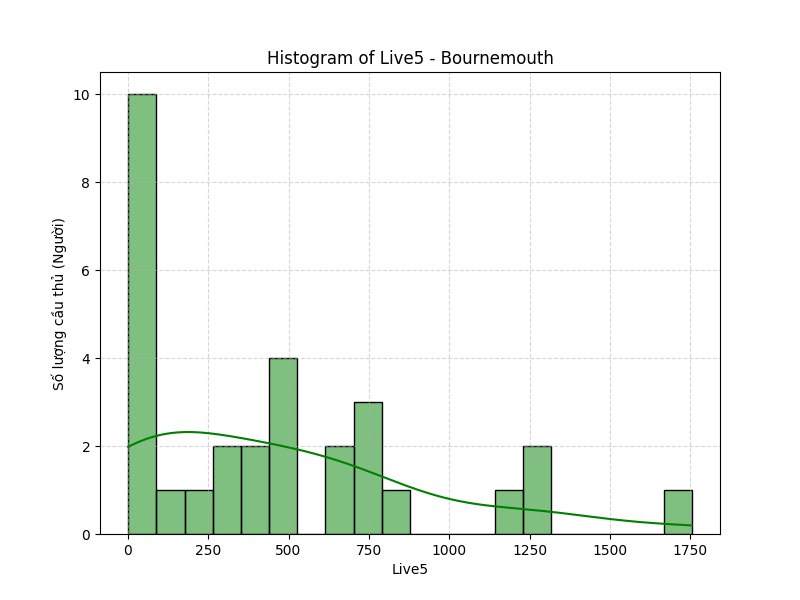 Histogram of Live5 - Bournemouth
Số lượng cầu thủ (Người)
10
8
6
4
2
0
0 250 500 750 1000 1250 1500 1750
Live5